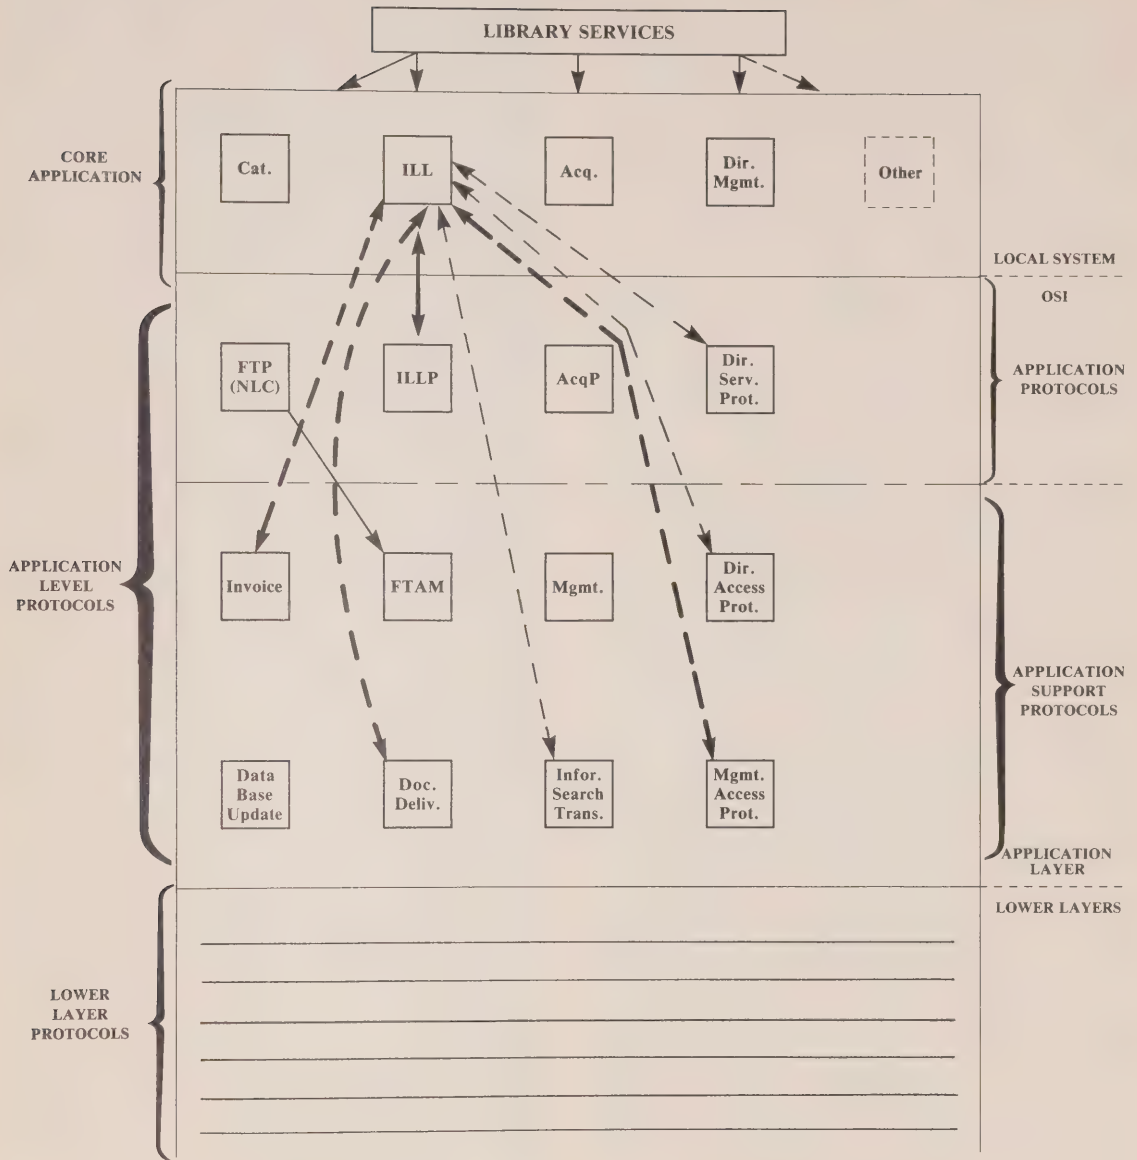 LIBRARY SERVICES
CORE
APPLICATION
Cat.
ILL
Acq.
Dir.
Mgmt.
Other
LOCAL SYSTEM
OSI
FTP
(NLC)
ILLP
AcqP
Dir.
Serv.
Prot.
APPLICATION
PROTOCOLS
APPLICATION
LEVEL
PROTOCOLS
Invoice
FTAM
Mgmt.
Dir.
Access
Prot.
APPLICATION
SUPPORT
PROTOCOLS
Data
Base
Update
Doc.
Deliv.
Infor.
Search
Trans.
Mgmt.
Access
Prot.
APPLICATION
LAYER
LOWER LAYERS
LOWER
LAYER
PROTOCOLS